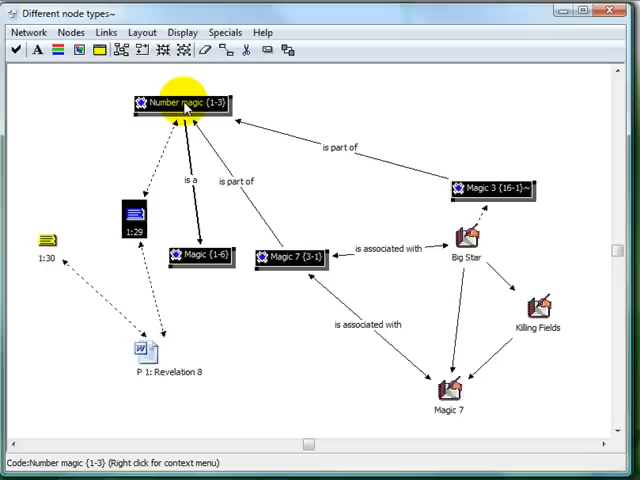 Different node types~
Network Nodes Links Layout Display Specials Help
A
Number magic {1-3}
is part of
is a
is part of
Magic 3 {16-1}~
1:29
1:30
Magic {1-6}
Magic 7 {3-1}
is associated with
Big Star
is associated with
Killing Fields
P 1: Revelation 8
Magic 7
Code:Number magic {1-3} (Right click for context menu)